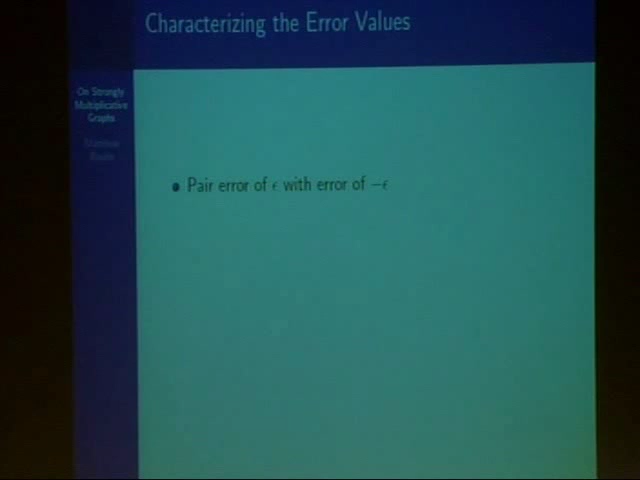 Characterizing the Error Values
On Strongly
Multiplicative
Graphs
• Pair error of ϵ with error of −ϵ